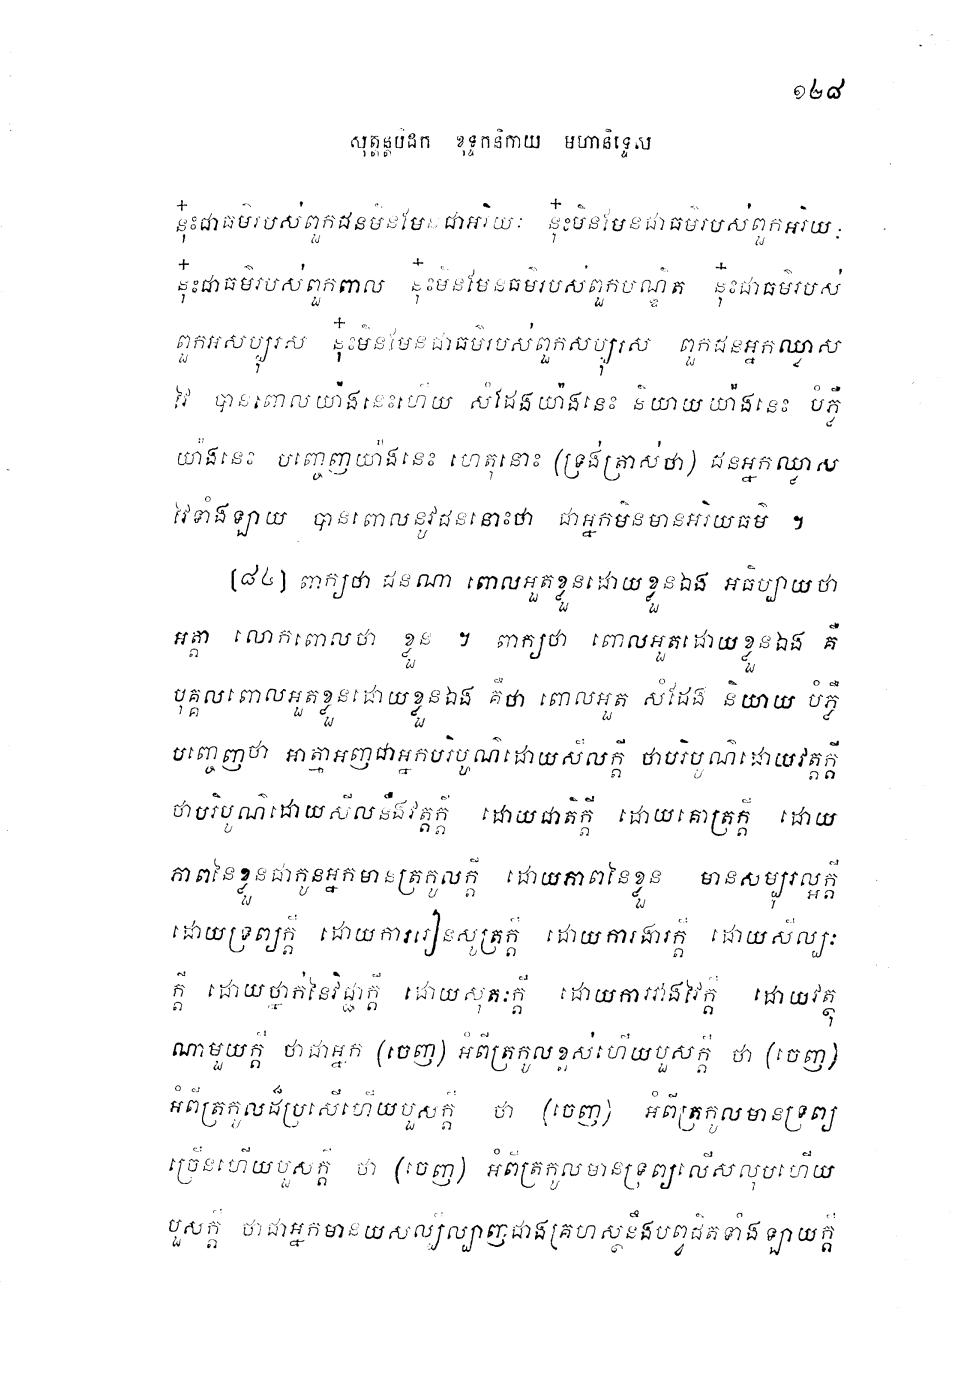 ១២៨
សុត្តន្តបិដក ខុទ្ទកនិកាយ មហានិទ្ទេស
នុ៎ះជាធម៌របស់ពួកជនមិនមែនជាអរិយៈ នុ៎ះមិនមែនជាធម៌របស់ពួកអរិយៈ
នុ៎ះជាធម៌របស់ពួកពាល នុ៎ះមិនមែនធម៌របស់ពួកបណ្ឌិត នុ៎ះជាធម៌របស់
ពួកអសប្បុរស នុ៎ះមិនមែនជាធម៌របស់ពួកសប្បុរស ពួកជនអ្នកឈ្លាស
វៃ បានពោលយ៉ាងនេះហើយ សំដែងយ៉ាងនេះ និយាយយ៉ាងនេះ បំភ្លឺ
យ៉ាងនេះ បញ្ចេញយ៉ាងនេះ ហេតុនោះ (ទ្រង់ត្រាស់ថា) ជនអ្នកឈ្លាស
វៃទាំងឡាយ បានពោលនូវជននោះថា ជាអ្នកមិនមានអរិយធម៌ ។
[៨៤] ពាក្យថា ជនណា ពោលអួតខ្លួនដោយខ្លួនឯង អធិប្បាយថា
អត្តា លោកពោលថា ខ្លួន ។ ពាក្យថា ពោលអួតដោយខ្លួនឯង គឺ
បុគ្គលពោលអួតខ្លួនដោយខ្លួនឯង គឺថា ពោលអួត សំដែង និយាយ បំភ្លឺ
បញ្ចេញថា អាត្មាអញជាអ្នកបរិបូណ៌ដោយសីលក្តី ថាបរិបូណ៌ដោយវត្តក្តី
ថាបរិបូណ៌ដោយសីលនឹងវត្តក្តី ដោយជាតិក្តី ដោយគោត្រក្តី ដោយ
ភាពនៃខ្លួនជាកូនអ្នកមានត្រកូលក្តី ដោយភាពនៃខ្លួន មានសម្បុរល្អក្តី
ដោយទ្រព្យក្តី ដោយការរៀនសូត្រក្តី ដោយការងារក្តី ដោយសិល្បៈ
ក្តី ដោយថ្នាក់នៃវិជ្ជាក្តី ដោយសុតៈក្តី ដោយការវាងវៃក្តី ដោយវត្ថុ
ណាមួយក្តី ថាជាអ្នក (ចេញ) អំពីត្រកូលខ្ពស់ហើយបួសក្តី ថា (ចេញ)
អំពីត្រកូលដ៏ប្រសើហើយបួសក្តី ថា (ចេញ) អំពីត្រកូលមានទ្រព្យ
ច្រើនហើយបួសក្តី ថា (ចេញ) អំពីត្រកូលមានទ្រព្យលើសលុបហើយ
បួសក្តី ថាជាអ្នកមានយសល្បីល្បាញជាងគ្រហស្ថនឹងបព្វជិតទាំងឡាយក្តី